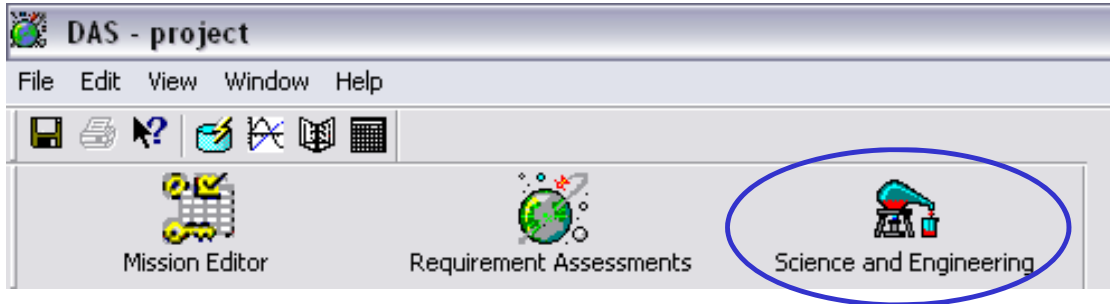 DAS - project
File Edit View Window Help
Mission Editor Requirement Assessments Science and Engineering